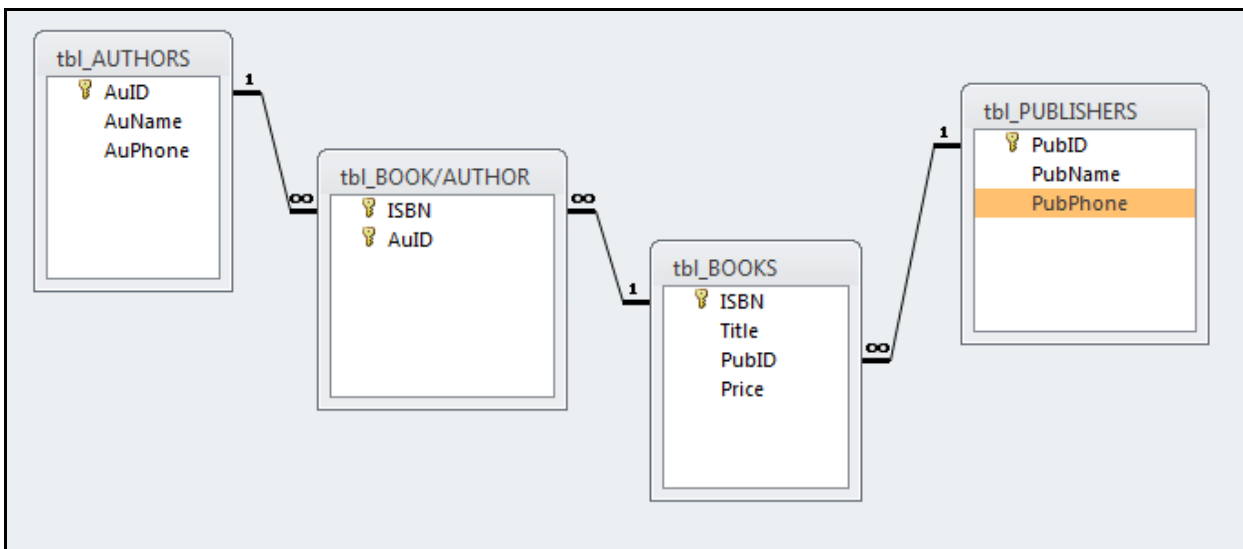 tbl_AUTHORS
AuID
AuName
AuPhone
1
∞
tbl_BOOK/AUTHOR
ISBN
AuID
∞
1
tbl_BOOKS
ISBN
Title
PubID
Price
∞
1
tbl_PUBLISHERS
PubID
PubName
PubPhone